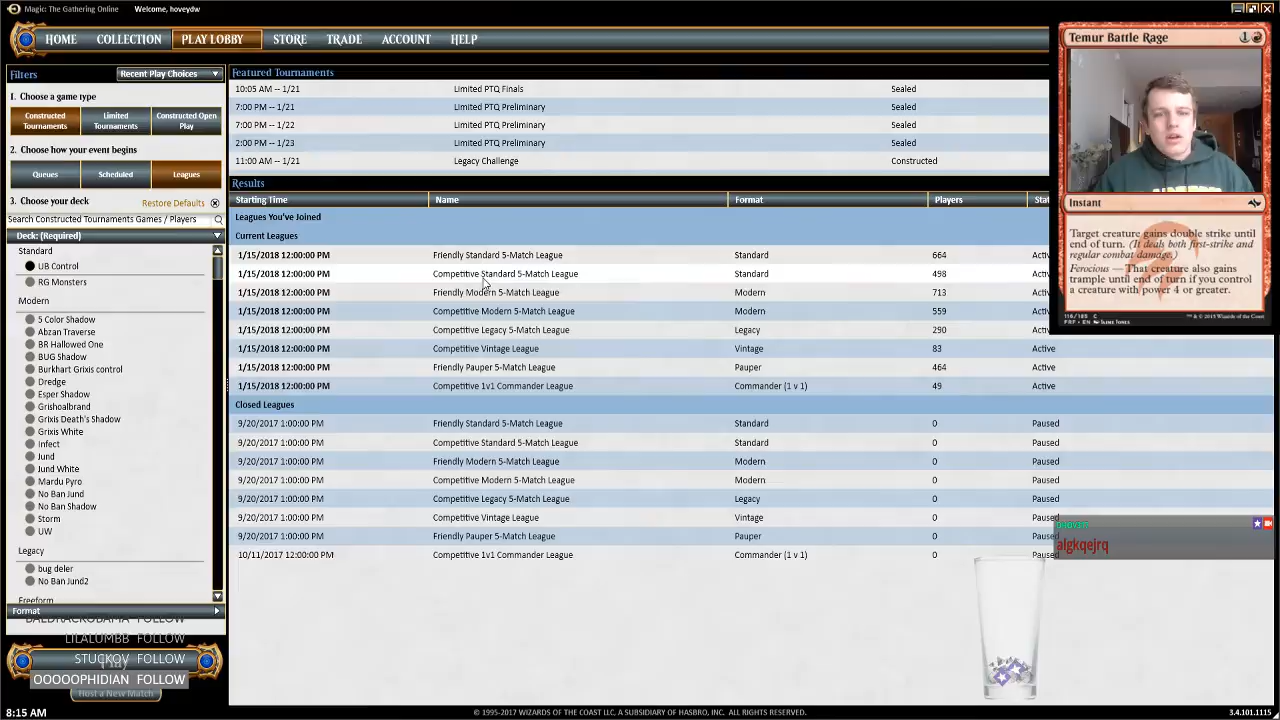 Magic: The Gathering Online Welcome, hoveydw
HOME COLLECTION PLAY LOBBY STORE TRADE ACCOUNT HELP
Filters Recent Play Choices
1. Choose a game type
Constructed Tournaments Limited Tournaments Constructed Open Play
2. Choose how your event begins
Queues Scheduled Leagues
3. Choose your deck Restore Defaults
Search Constructed Tournaments Games / Players
Deck: (Required)
Standard
UB Control
RG Monsters
Modern
5 Color Shadow
Abzan Traverse
BR Hallowed One
BUG Shadow
Burkhart Grixis control
Dredge
Esper Shadow
Grishoalbrand
Grixis Death's Shadow
Grixis White
Infect
Jund
Jund White
Mardu Pyro
No Ban Jund
No Ban Shadow
Storm
UW
Legacy
bug deler
No Ban Jund2
Freeform
Format
BALDRACKOBAMA FOLLOW
LILALUMBB FOLLOW
STUCKOV FOLLOW
OOOOOPHIDIAN FOLLOW
Play
Host a New Match
8:15 AM
Featured Tournaments
10:05 AM -- 1/21 Limited PTQ Finals Sealed
7:00 PM -- 1/21 Limited PTQ Preliminary Sealed
7:00 PM -- 1/22 Limited PTQ Preliminary Sealed
2:00 PM -- 1/23 Limited PTQ Preliminary Sealed
11:00 AM -- 1/21 Legacy Challenge Constructed
Results
Starting Time Name Format Players Stat
Leagues You've Joined
Current Leagues
1/15/2018 12:00:00 PM Friendly Standard 5-Match League Standard 664 Activ
1/15/2018 12:00:00 PM Competitive Standard 5-Match League Standard 498 Activ
1/15/2018 12:00:00 PM Friendly Modern 5-Match League Modern 713 Activ
1/15/2018 12:00:00 PM Competitive Modern 5-Match League Modern 559 Activ
1/15/2018 12:00:00 PM Competitive Legacy 5-Match League Legacy 290 Activ
1/15/2018 12:00:00 PM Competitive Vintage League Vintage 83 Active
1/15/2018 12:00:00 PM Friendly Pauper 5-Match League Pauper 464 Active
1/15/2018 12:00:00 PM Competitive 1v1 Commander League Commander (1 v 1) 49 Active
Closed Leagues
9/20/2017 1:00:00 PM Friendly Standard 5-Match League Standard 0 Paused
9/20/2017 1:00:00 PM Competitive Standard 5-Match League Standard 0 Paused
9/20/2017 1:00:00 PM Friendly Modern 5-Match League Modern 0 Paused
9/20/2017 1:00:00 PM Competitive Modern 5-Match League Modern 0 Paused
9/20/2017 1:00:00 PM Competitive Legacy 5-Match League Legacy 0 Paused
9/20/2017 1:00:00 PM Competitive Vintage League Vintage 0 Paused
9/20/2017 1:00:00 PM Friendly Pauper 5-Match League Pauper 0 Paused
10/11/2017 12:00:00 PM Competitive 1v1 Commander League Commander (1 v 1) 0 Paused
Temur Battle Rage 1
Instant
Target creature gains double strike until
end of turn. (It deals both first-strike and
regular combat damage.)
Ferocious — That creature also gains
trample until end of turn if you control
a creature with power 4 or greater.
algkqejrq
© 1995-2017 WIZARDS OF THE COAST LLC, A SUBSIDIARY OF HASBRO, INC. ALL RIGHTS RESERVED.
3.4.101.1115